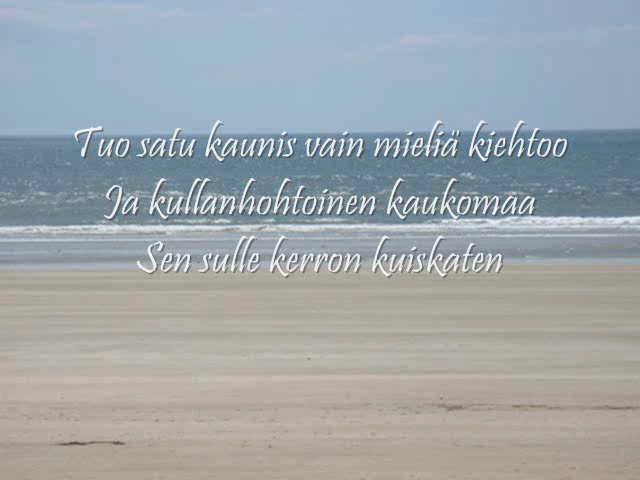 Tuo satu kaunis vain mieliä kiehtoo
Ja kullanhohtoinen kaukomaa
Sen sulle kerron kuiskaten